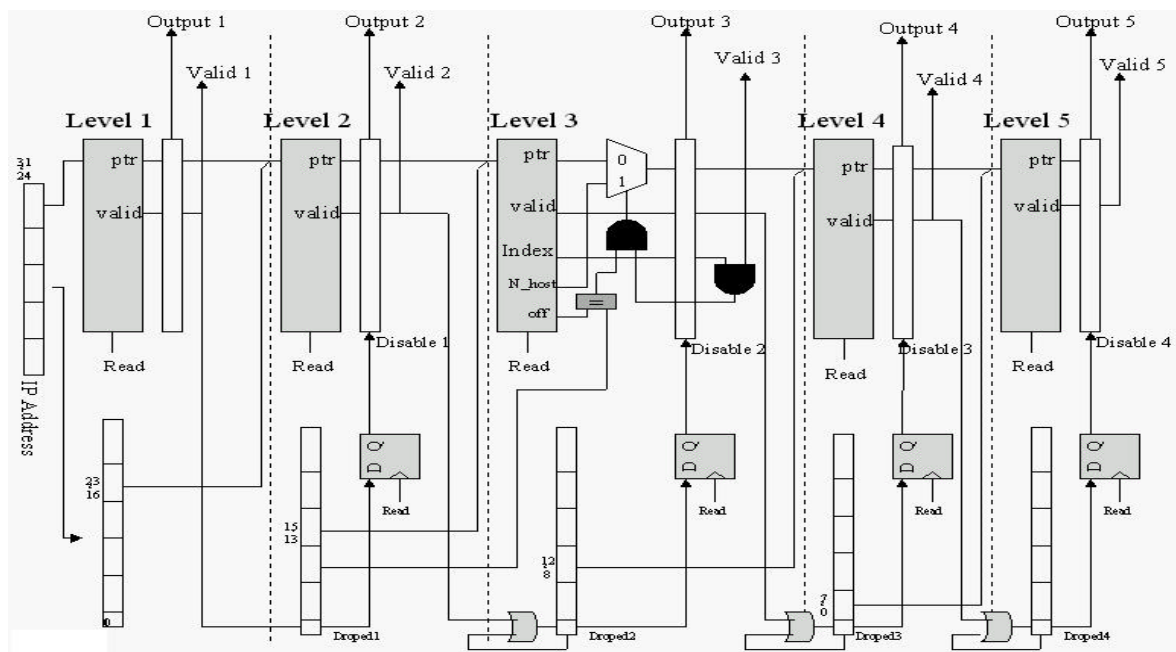 Output 1
Output 2
Output 3
Output 4
Output 5
Valid 1
Valid 2
Valid 3
Valid 4
Valid 5
Level 1
Level 2
Level 3
Level 4
Level 5
31
24
ptr
valid
Read
IP Address
ptr
valid
Read
Disable 1
ptr
valid
Index
N_host
off
Read
0
1
=
Disable 2
ptr
valid
Read
Disable 3
ptr
valid
Read
Disable 4
23
16
0
D Q
Read
15
13
Droped1
D Q
Read
12
8
Droped2
D Q
Read
7
0
Droped3
D Q
Read
Droped4